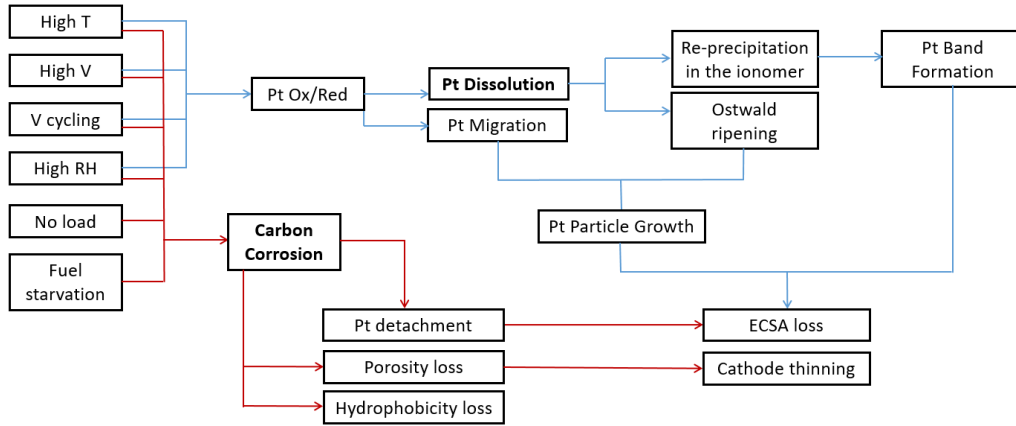 High T
High V
V cycling
High RH
No load
Fuel
starvation
Pt Ox/Red
Pt Dissolution
Pt Migration
Re-precipitation
in the ionomer
Ostwald
ripening
Pt Band
Formation
Pt Particle Growth
Carbon
Corrosion
Pt detachment
Porosity loss
Hydrophobicity loss
ECSA loss
Cathode thinning